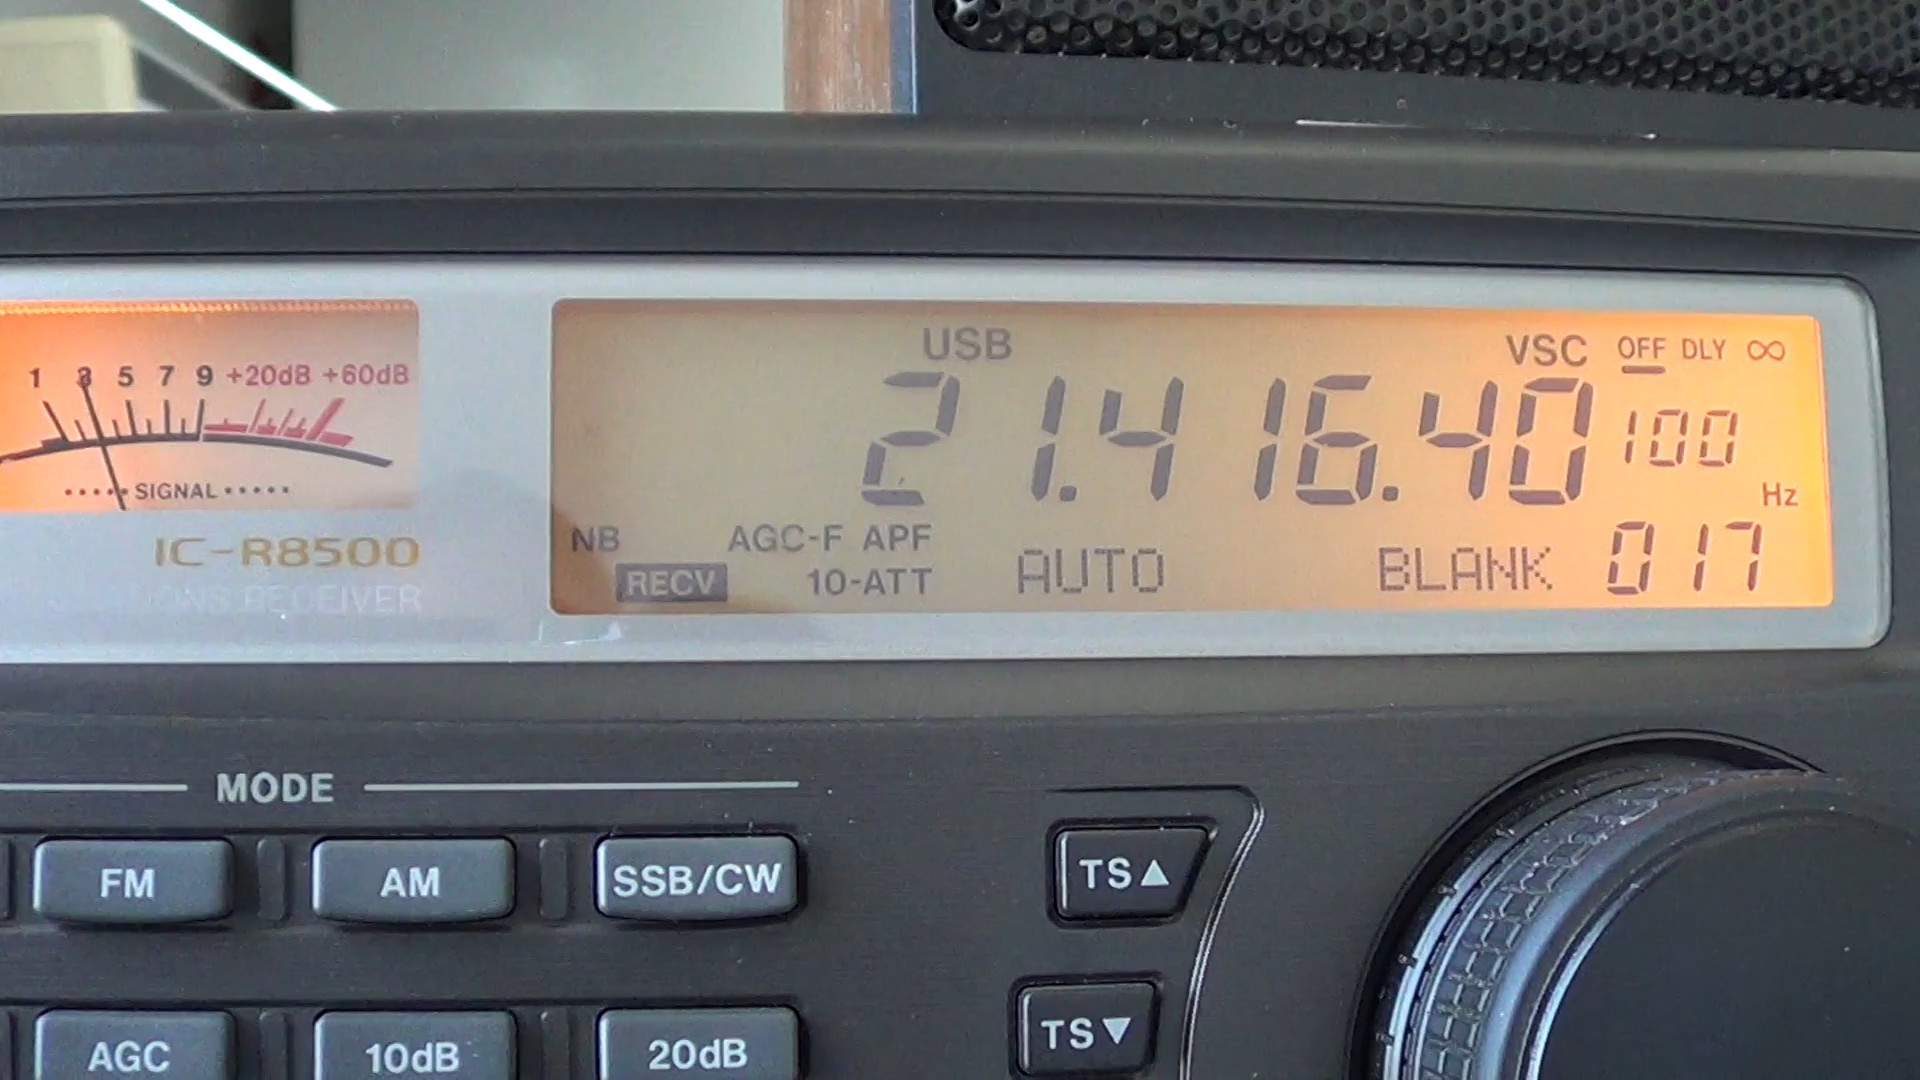 1 3 5 7 9 +20dB +60dB
SIGNAL
IC-R8500
IONS RECEIVER
USB
VSC OFF DLY ∞
21.416.40 100
Hz
NB AGC-F APF
RECV 10-ATT AUTO BLANK 017
MODE
FM AM SSB/CW
TS▲
AGC 10dB 20dB
TS▼